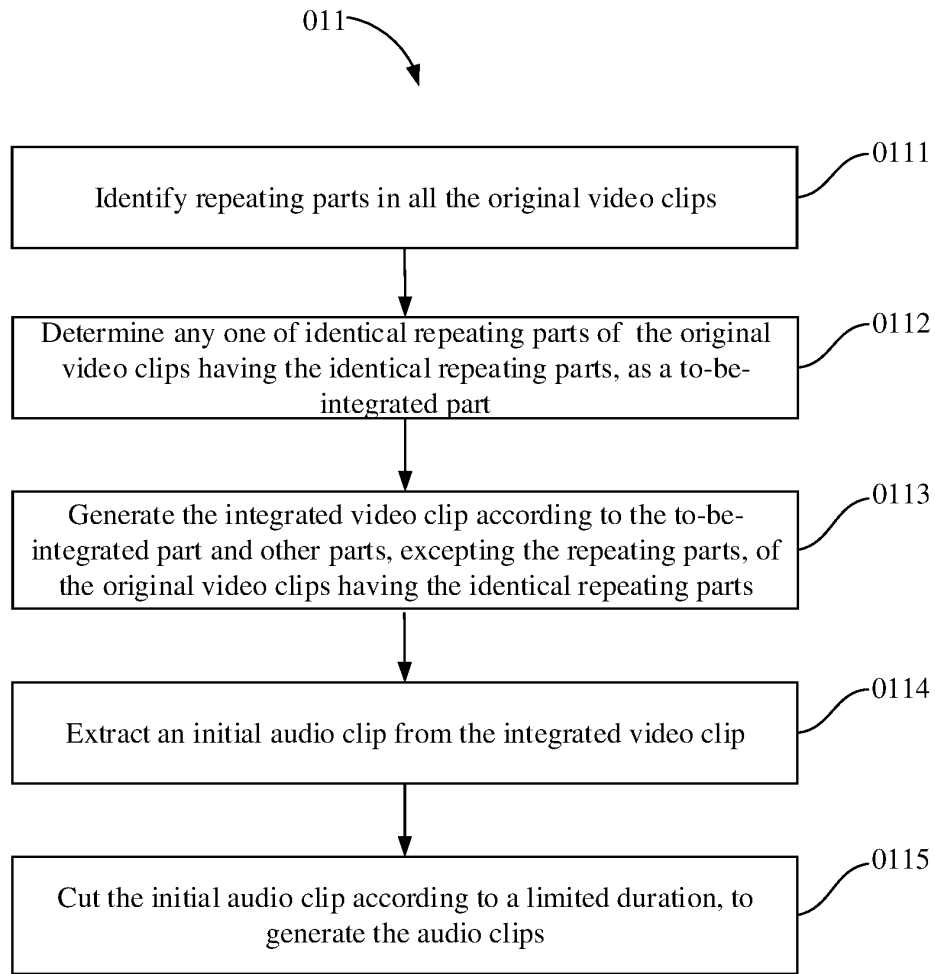 011
0111
Identify repeating parts in all the original video clips
0112
Determine any one of identical repeating parts of the original
video clips having the identical repeating parts, as a to-be-
integrated part
0113
Generate the integrated video clip according to the to-be-
integrated part and other parts, excepting the repeating parts, of
the original video clips having the identical repeating parts
0114
Extract an initial audio clip from the integrated video clip
0115
Cut the initial audio clip according to a limited duration, to
generate the audio clips